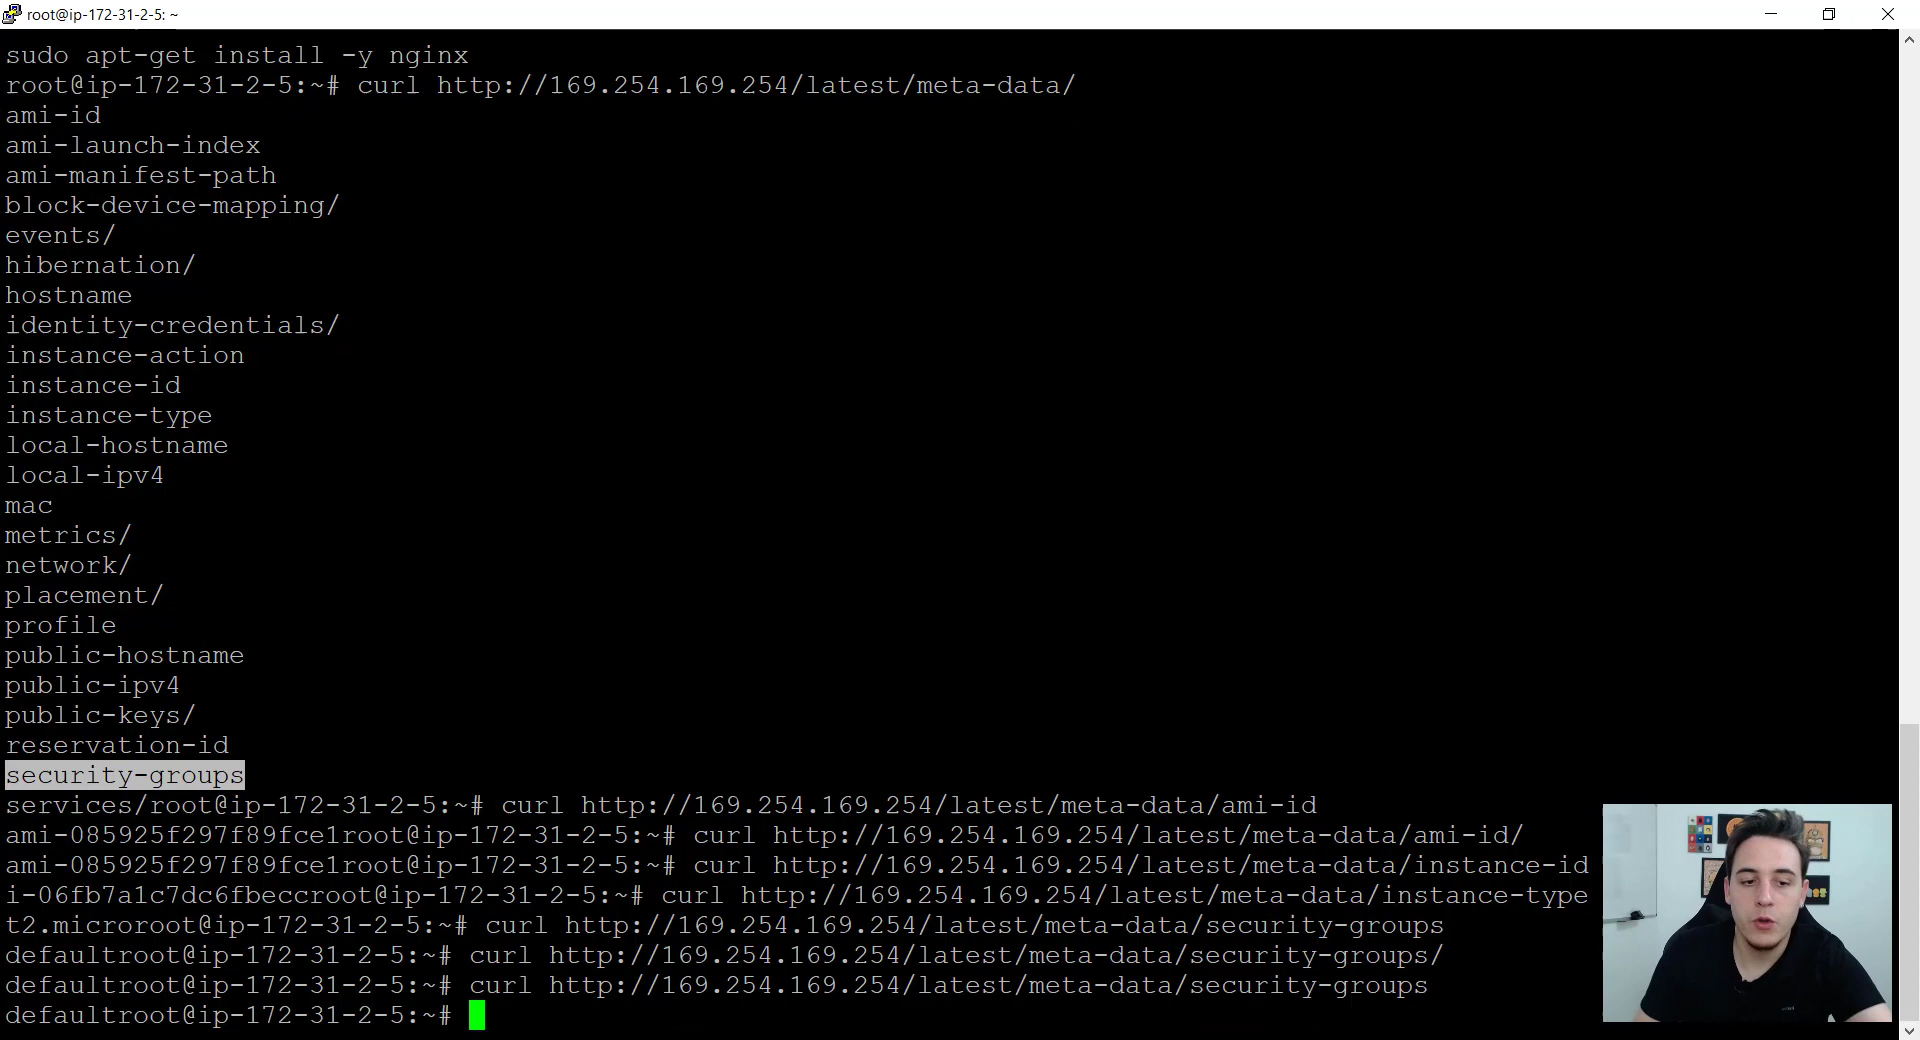 root@ip-172-31-2-5: ~
sudo apt-get install -y nginx
root@ip-172-31-2-5:~# curl http://169.254.169.254/latest/meta-data/
ami-id
ami-launch-index
ami-manifest-path
block-device-mapping/
events/
hibernation/
hostname
identity-credentials/
instance-action
instance-id
instance-type
local-hostname
local-ipv4
mac
metrics/
network/
placement/
profile
public-hostname
public-ipv4
public-keys/
reservation-id
security-groups
services/root@ip-172-31-2-5:~# curl http://169.254.169.254/latest/meta-data/ami-id
ami-085925f297f89fce1root@ip-172-31-2-5:~# curl http://169.254.169.254/latest/meta-data/ami-id/
ami-085925f297f89fce1root@ip-172-31-2-5:~# curl http://169.254.169.254/latest/meta-data/instance-id
i-06fb7a1c7dc6fbeccroot@ip-172-31-2-5:~# curl http://169.254.169.254/latest/meta-data/instance-type
t2.microroot@ip-172-31-2-5:~# curl http://169.254.169.254/latest/meta-data/security-groups
defaultroot@ip-172-31-2-5:~# curl http://169.254.169.254/latest/meta-data/security-groups/
defaultroot@ip-172-31-2-5:~# curl http://169.254.169.254/latest/meta-data/security-groups
defaultroot@ip-172-31-2-5:~#